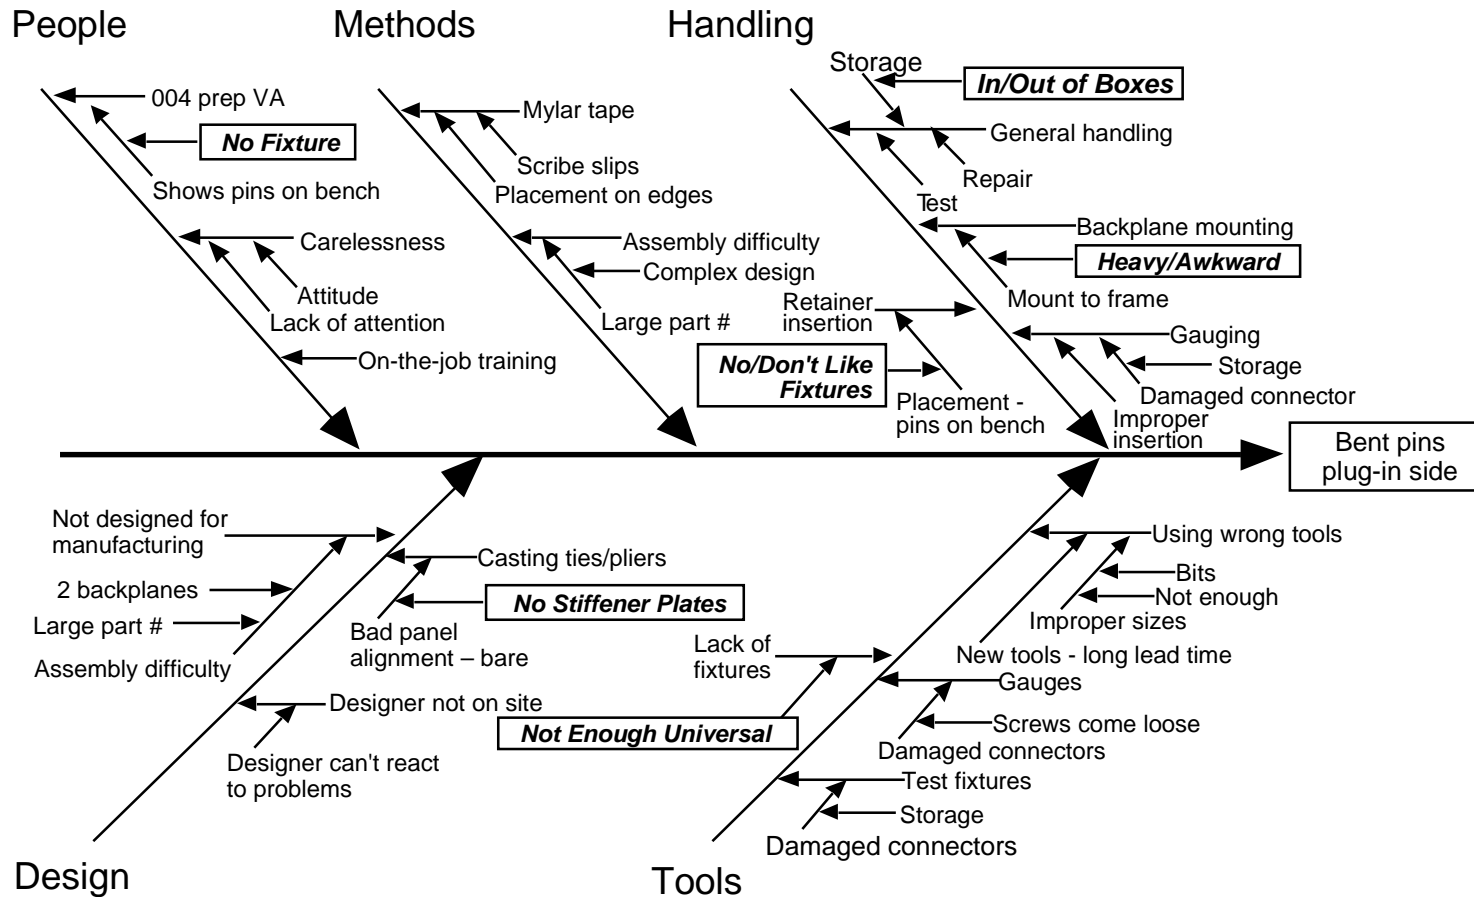 People
Methods
Handling
004 prep VA
No Fixture
Shows pins on bench
Carelessness
Attitude
Lack of attention
On-the-job training
Mylar tape
Scribe slips
Placement on edges
Assembly difficulty
Complex design
Large part #
Storage
In/Out of Boxes
General handling
Repair
Test
Backplane mounting
Heavy/Awkward
Mount to frame
Retainer
insertion
No/Don't Like
Fixtures
Placement -
pins on bench
Gauging
Storage
Damaged connector
Improper
insertion
Bent pins
plug-in side
Not designed for
manufacturing
2 backplanes
Large part #
Assembly difficulty
Casting ties/pliers
No Stiffener Plates
Bad panel
alignment – bare
Designer not on site
Designer can't react
to problems
Using wrong tools
Bits
Not enough
Improper sizes
New tools - long lead time
Lack of
fixtures
Not Enough Universal
Gauges
Screws come loose
Damaged connectors
Test fixtures
Storage
Damaged connectors
Design
Tools